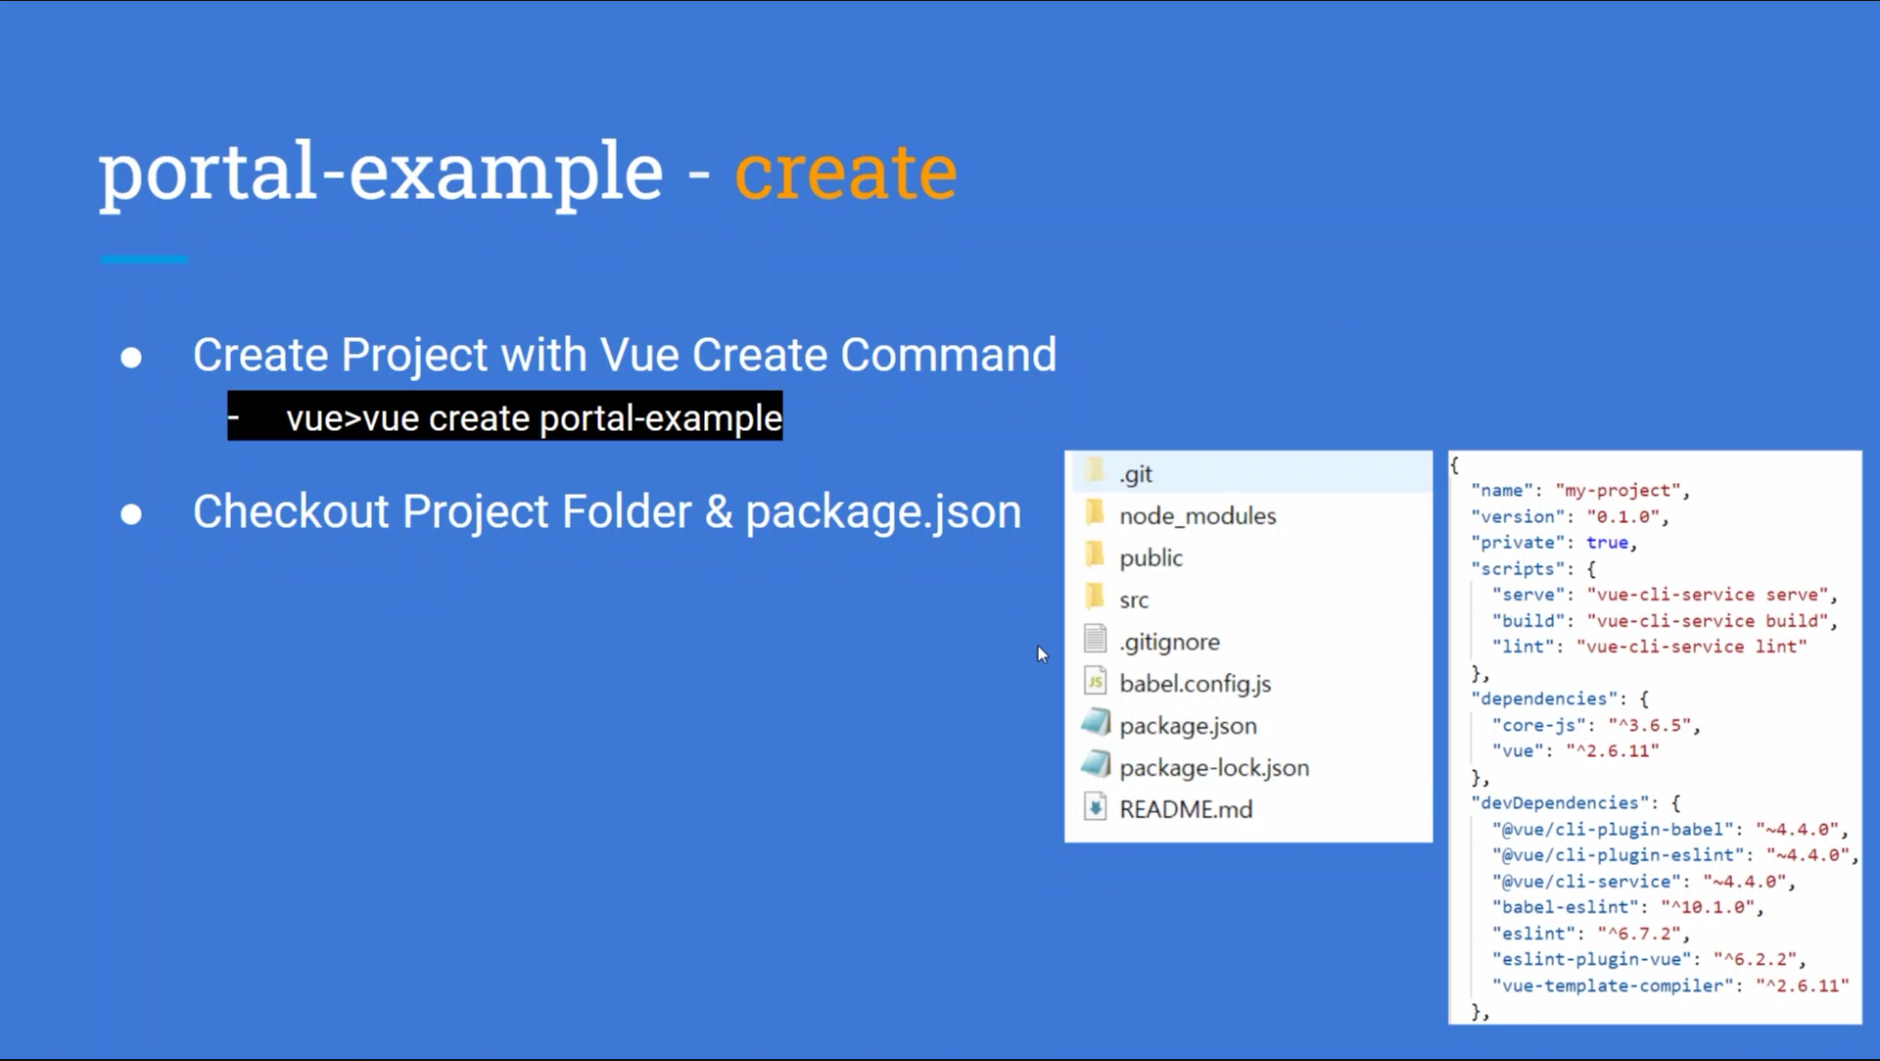 portal-example - create
● Create Project with Vue Create Command
- vue>vue create portal-example
● Checkout Project Folder & package.json
.git
node_modules
public
src
.gitignore
babel.config.js
package.json
package-lock.json
README.md
{
"name": "my-project",
"version": "0.1.0",
"private": true,
"scripts": {
"serve": "vue-cli-service serve",
"build": "vue-cli-service build",
"lint": "vue-cli-service lint"
},
"dependencies": {
"core-js": "^3.6.5",
"vue": "^2.6.11"
},
"devDependencies": {
"@vue/cli-plugin-babel": "~4.4.0",
"@vue/cli-plugin-eslint": "~4.4.0",
"@vue/cli-service": "~4.4.0",
"babel-eslint": "^10.1.0",
"eslint": "^6.7.2",
"eslint-plugin-vue": "^6.2.2",
"vue-template-compiler": "^2.6.11"
},